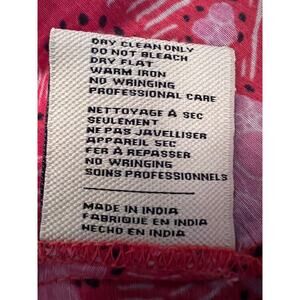 DRY CLEAN ONLY
DO NOT BLEACH
DRY FLAT
WARM IRON
NO WRINGING
PROFESSIONAL CARE
NETTOYAGE À SEC
SEULEMENT
NE PAS JAVELLISER
APPAREIL SEC
FER À REPASSER
NO WRINGING
SOINS PROFESSIONNELS
MADE IN INDIA
FABRIQUE EN INDIA
HECHO EN INDIA